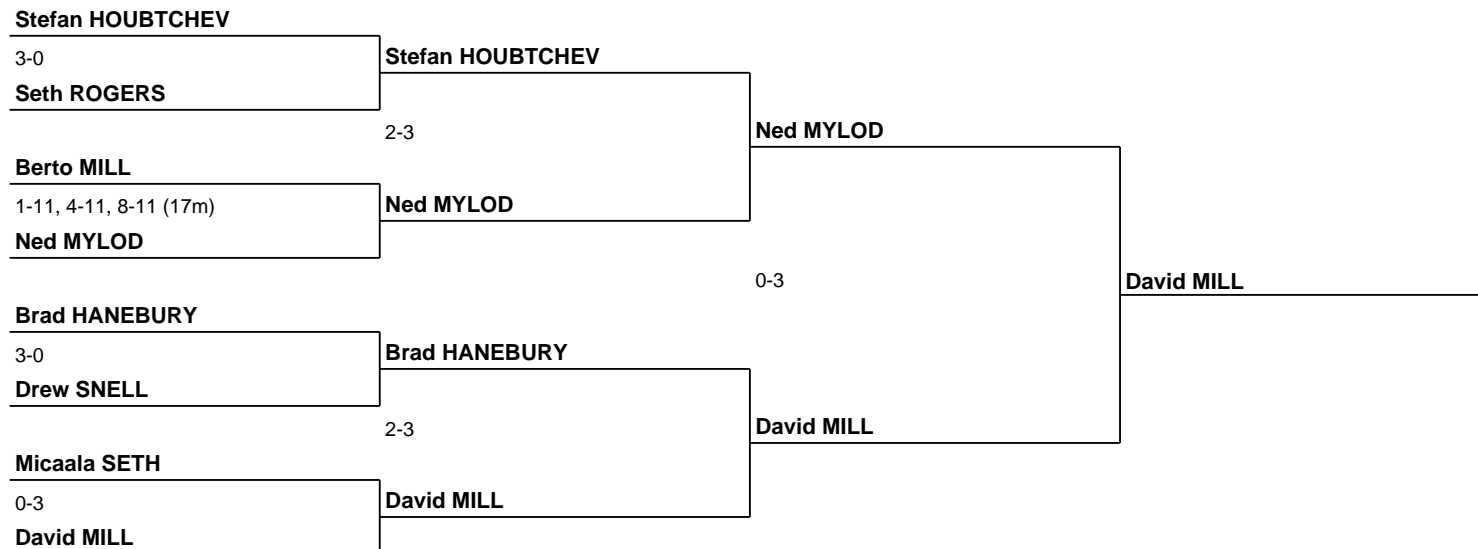 Stefan HOUBTCHEV
3-0
Seth ROGERS
Stefan HOUBTCHEV
2-3
Ned MYLOD
Berto MILL
1-11, 4-11, 8-11 (17m)
Ned MYLOD
Ned MYLOD
0-3
David MILL
Brad HANEBURY
3-0
Drew SNELL
Brad HANEBURY
2-3
David MILL
Micaala SETH
0-3
David MILL
David MILL